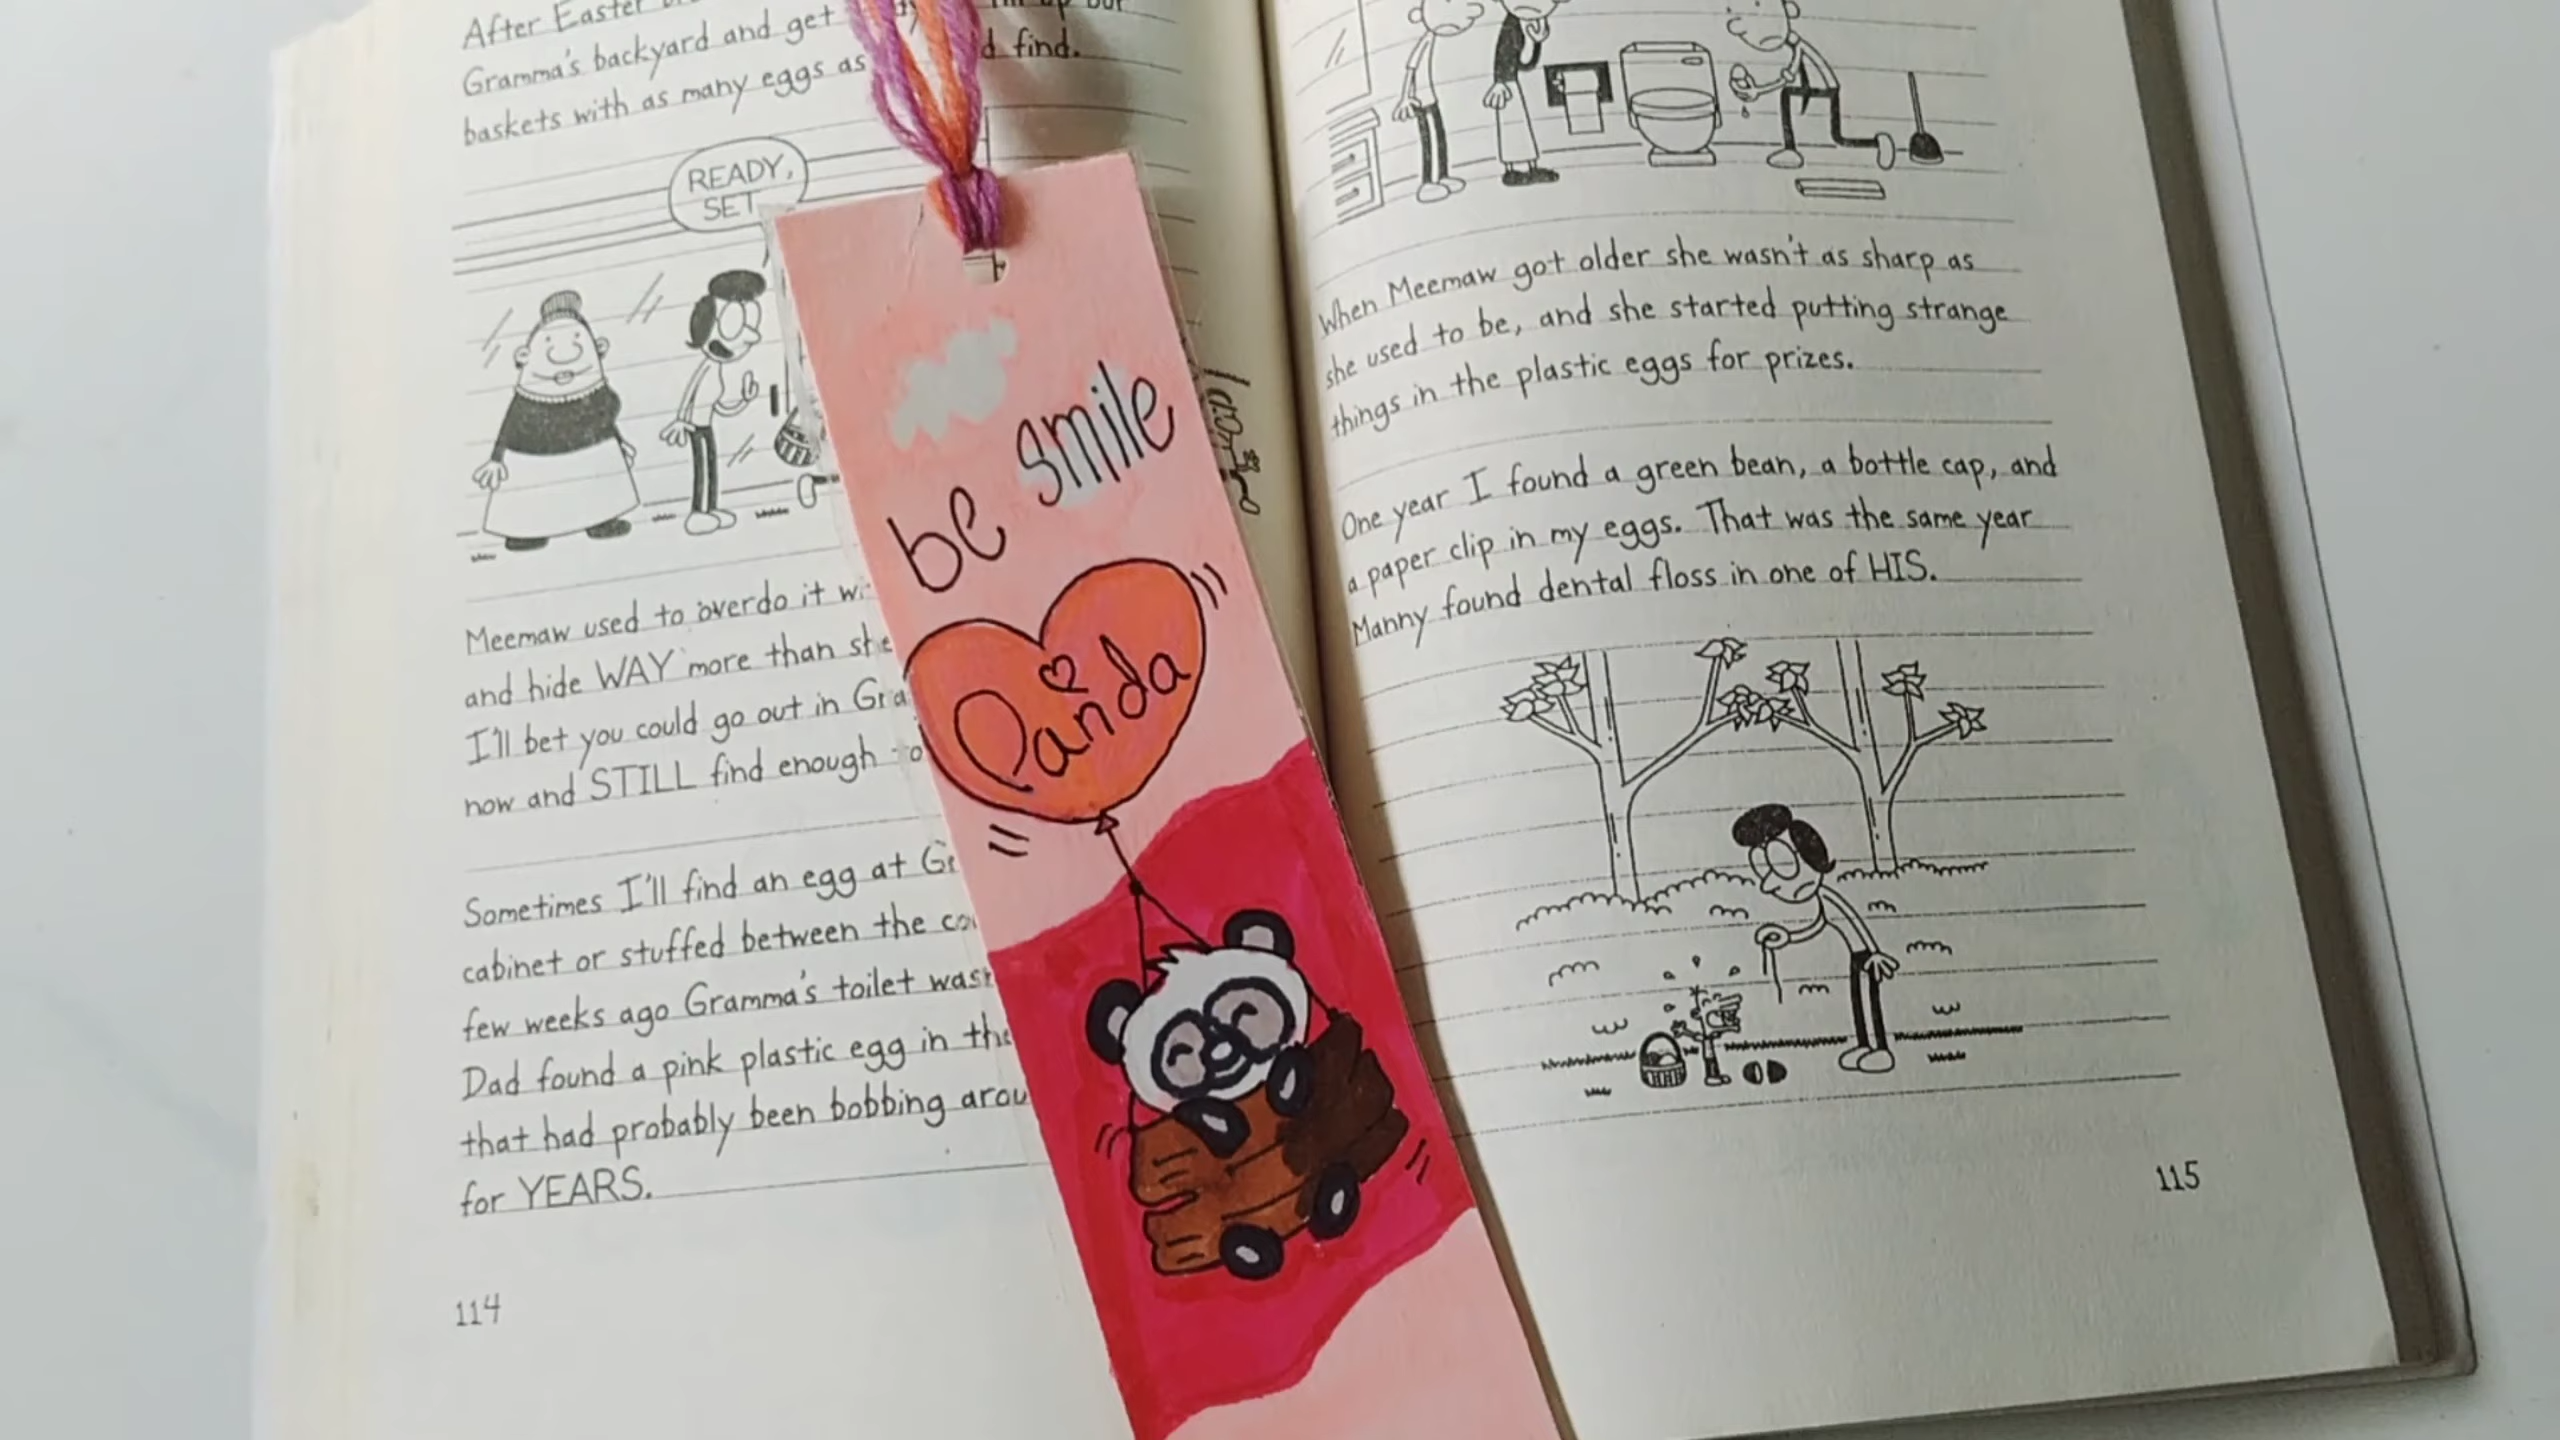 After Easter
Gramma's backyard and get
baskets with as many eggs as d find.
READY,
SET
Meemaw used to overdo it
and hide WAY more than she
I'll bet you could go out in
now and STILL find enough
Sometimes I'll find an egg at
cabinet or stuffed between the
few weeks ago Gramma's toilet
Dad found a pink plastic egg in the
that had probably been bobbing
for YEARS.
114
be smile
Panda
When Meemaw got older she wasn't as sharp as
she used to be, and she started putting strange
things in the plastic eggs for prizes.
One year I found a green bean, a bottle cap, and
a paper clip in my eggs. That was the same year
Manny found dental floss in one of HIS.
115